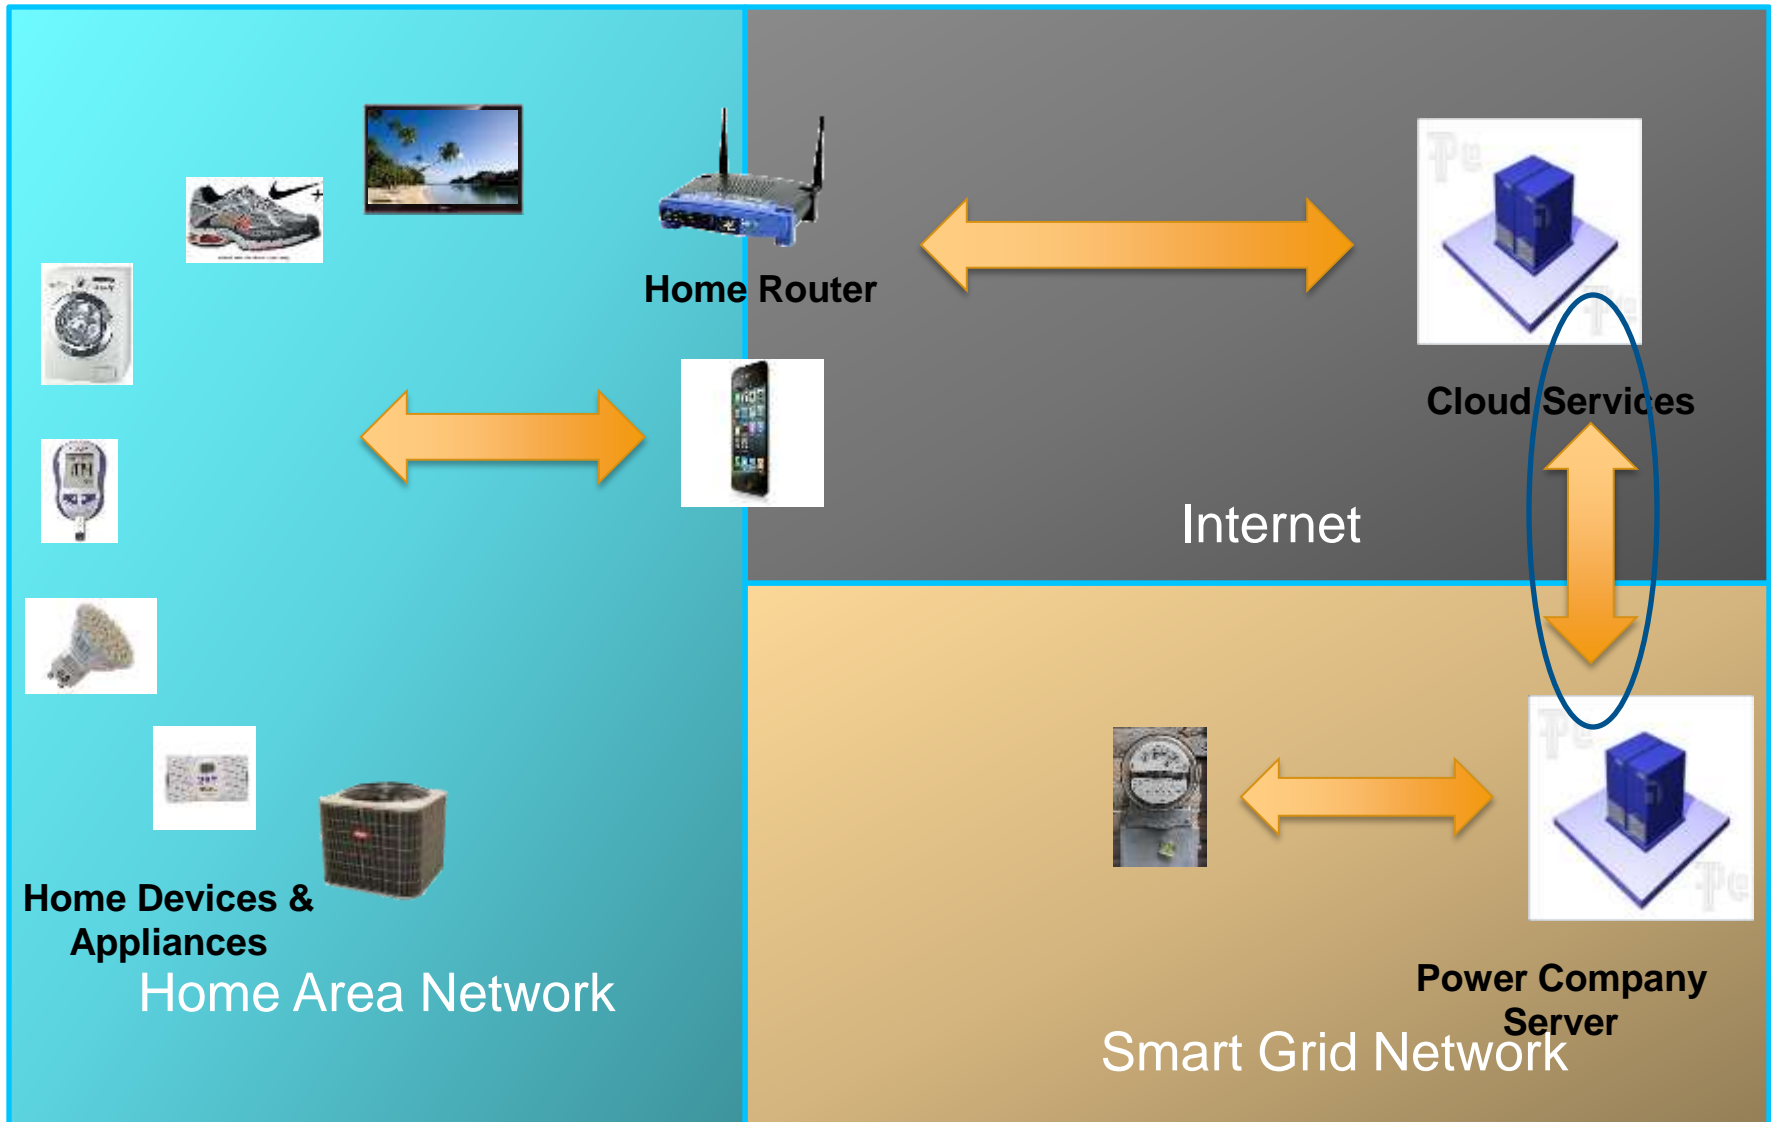 Home Router
Cloud Services
Internet
Home Devices &
Appliances
Home Area Network
Power Company
Server
Smart Grid Network